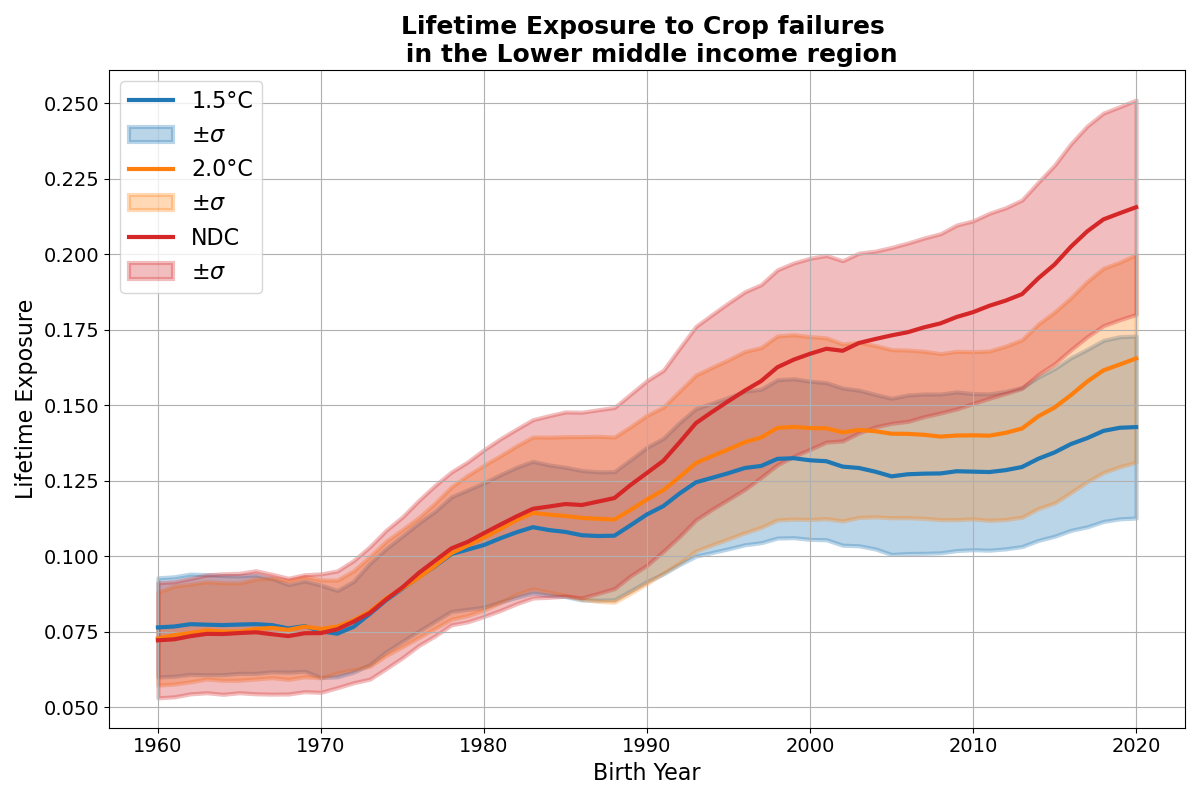 Lifetime Exposure to Crop failures
in the Lower middle income region
1.5°C
±σ
2.0°C
±σ
NDC
±σ
Lifetime Exposure
0.250
0.225
0.200
0.175
0.150
0.125
0.100
0.075
0.050
1960 1970 1980 1990 2000 2010 2020
Birth Year